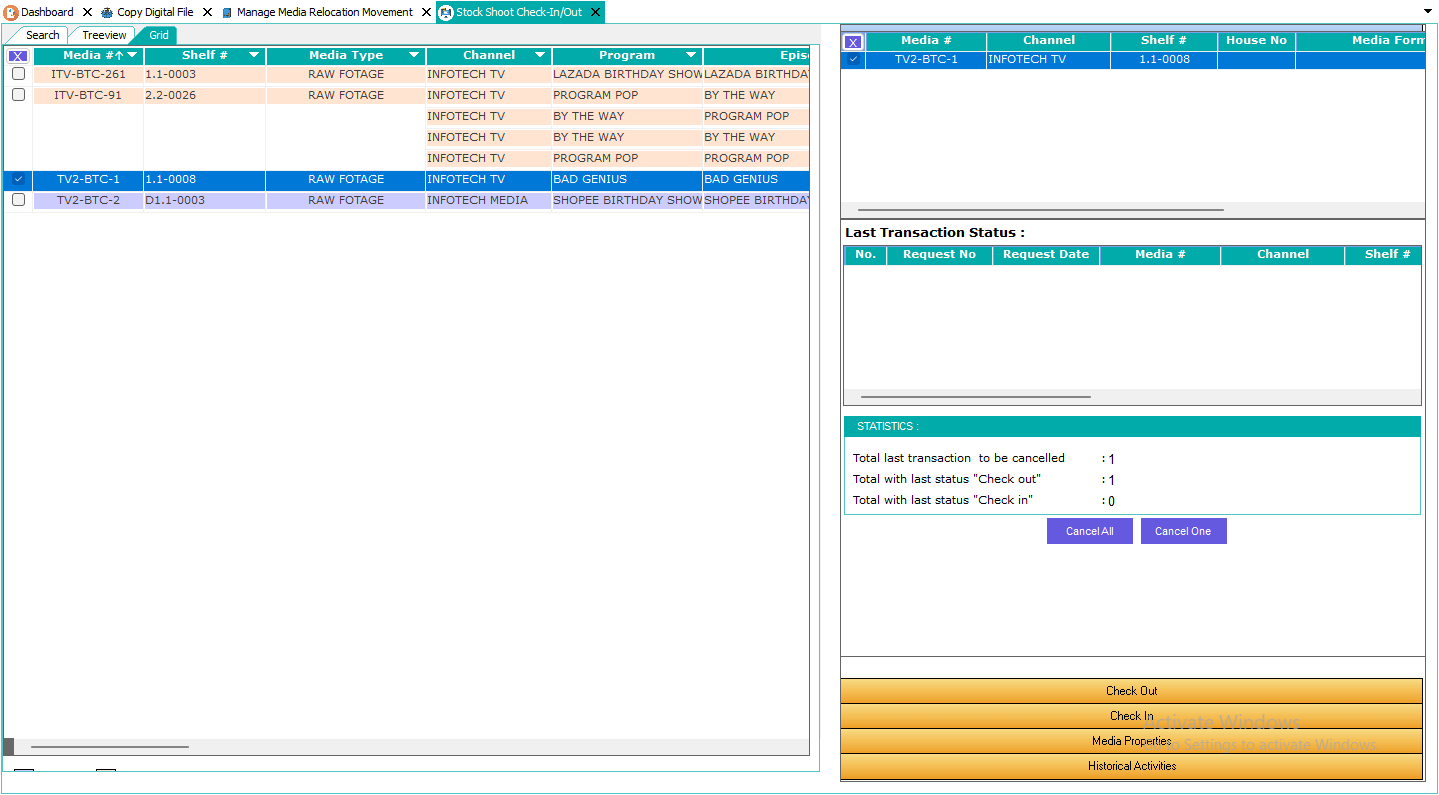 Dashboard X Copy Digital File X Manage Media Relocation Movement X Stock Shoot Check-In/Out X
Search Treeview Grid
X Media #↑ Shelf # Media Type Channel Program Epis
ITV-BTC-261 1.1-0003 RAW FOTAGE INFOTECH TV LAZADA BIRTHDAY SHOW LAZADA BIRTHDA
ITV-BTC-91 2.2-0026 RAW FOTAGE INFOTECH TV PROGRAM POP BY THE WAY
INFOTECH TV BY THE WAY PROGRAM POP
INFOTECH TV BY THE WAY BY THE WAY
INFOTECH TV PROGRAM POP PROGRAM POP
TV2-BTC-1 1.1-0008 RAW FOTAGE INFOTECH TV BAD GENIUS BAD GENIUS
TV2-BTC-2 D1.1-0003 RAW FOTAGE INFOTECH MEDIA SHOPEE BIRTHDAY SHOW SHOPEE BIRTHDA
X Media # Channel Shelf # House No Media Form
TV2-BTC-1 INFOTECH TV 1.1-0008
Last Transaction Status :
No. Request No Request Date Media # Channel Shelf #
STATISTICS :
Total last transaction to be cancelled : 1
Total with last status "Check out" : 1
Total with last status "Check in" : 0
Cancel All Cancel One
Check Out
Check In
Media Properties
Historical Activities
Activate Windows
Go to Settings to activate Windows.